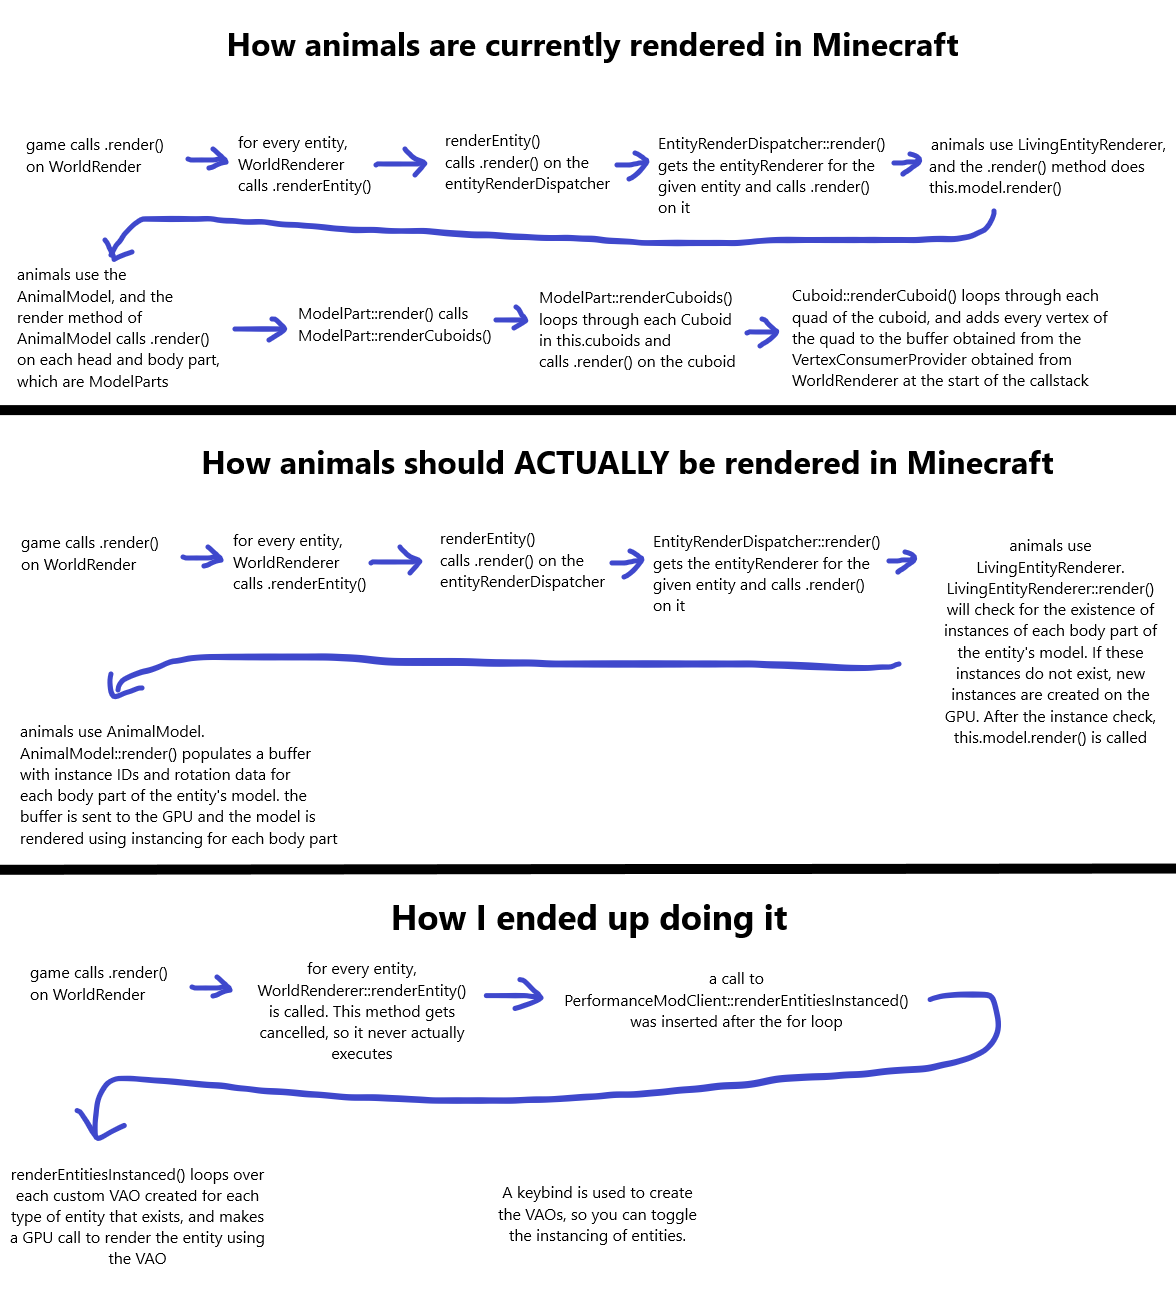 How animals are currently rendered in Minecraft
game calls .render()
on WorldRender
for every entity,
WorldRenderer
calls .renderEntity()
renderEntity()
calls .render() on the
entityRenderDispatcher
EntityRenderDispatcher::render()
gets the entityRenderer for the
given entity and calls .render()
on it
animals use LivingEntityRenderer,
and the .render() method does
this.model.render()
animals use the
AnimalModel, and the
render method of
AnimalModel calls .render()
on each head and body part,
which are ModelParts
ModelPart::render() calls
ModelPart::renderCuboids()
ModelPart::renderCuboids()
loops through each Cuboid
in this.cuboids and
calls .render() on the cuboid
Cuboid::renderCuboid() loops through each
quad of the cuboid, and adds every vertex of
the quad to the buffer obtained from the
VertexConsumerProvider obtained from
WorldRenderer at the start of the callstack
How animals should ACTUALLY be rendered in Minecraft
game calls .render()
on WorldRender
for every entity,
WorldRenderer
calls .renderEntity()
renderEntity()
calls .render() on the
entityRenderDispatcher
EntityRenderDispatcher::render()
gets the entityRenderer for the
given entity and calls .render()
on it
animals use
LivingEntityRenderer.
LivingEntityRenderer::render()
will check for the existence of
instances of each body part of
the entity's model. If these
instances do not exist, new
instances are created on the
GPU. After the instance check,
this.model.render() is called
animals use AnimalModel.
AnimalModel::render() populates a buffer
with instance IDs and rotation data for
each body part of the entity's model. the
buffer is sent to the GPU and the model is
rendered using instancing for each body part
How I ended up doing it
game calls .render()
on WorldRender
for every entity,
WorldRenderer::renderEntity()
is called. This method gets
cancelled, so it never actually
executes
a call to
PerformanceModClient::renderEntitiesInstanced()
was inserted after the for loop
renderEntitiesInstanced() loops over
each custom VAO created for each
type of entity that exists, and makes
a GPU call to render the entity using
the VAO
A keybind is used to create
the VAOs, so you can toggle
the instancing of entities.